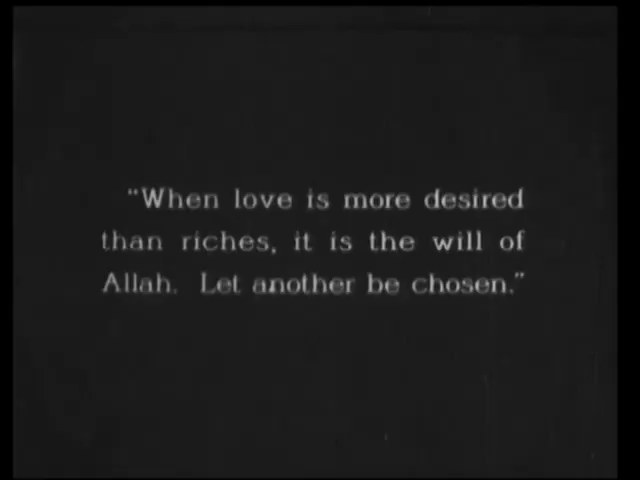 "When love is more desired
than riches, it is the will of
Allah. Let another be chosen."